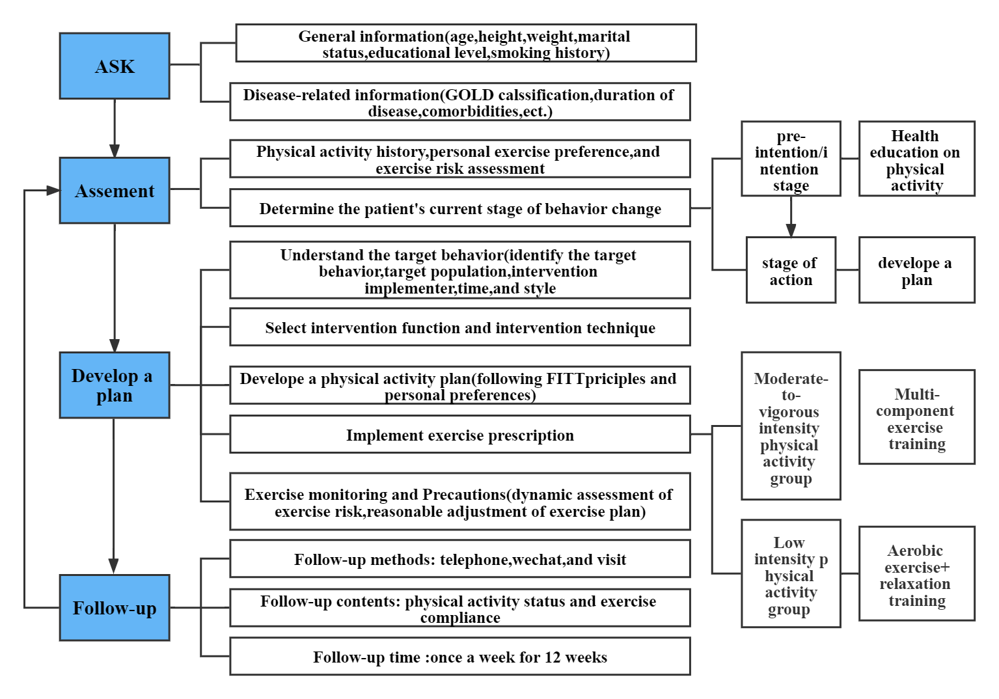 ASK
General information(age,height,weight,marital
status,educational level,smoking history)
Disease-related information(GOLD calssification,duration of
disease,comorbidities,ect.)
Assement
Physical activity history,personal exercise preference,and
exercise risk assessment
Determine the patient's current stage of behavior change
pre-
intention/i
ntention
stage
Health
education on
physical
activity
stage of
action
develope a
plan
Develop a
plan
Understand the target behavior(identify the target
behavior,target population,intervention
implementer,time,and style
Select intervention function and intervention technique
Develope a physical activity plan(following FITTpriciples and
personal preferences)
Implement exercise prescription
Exercise monitoring and Precautions(dynamic assessment of
exercise risk,reasonable adjustment of exercise plan)
Moderate-
to-
vigorous
intensity
physical
activity
group
Multi-
component
exercise
training
Low
intensity p
hysical
activity
group
Aerobic
exercise+
relaxation
training
Follow-up
Follow-up methods: telephone,wechat,and visit
Follow-up contents: physical activity status and exercise
compliance
Follow-up time :once a week for 12 weeks